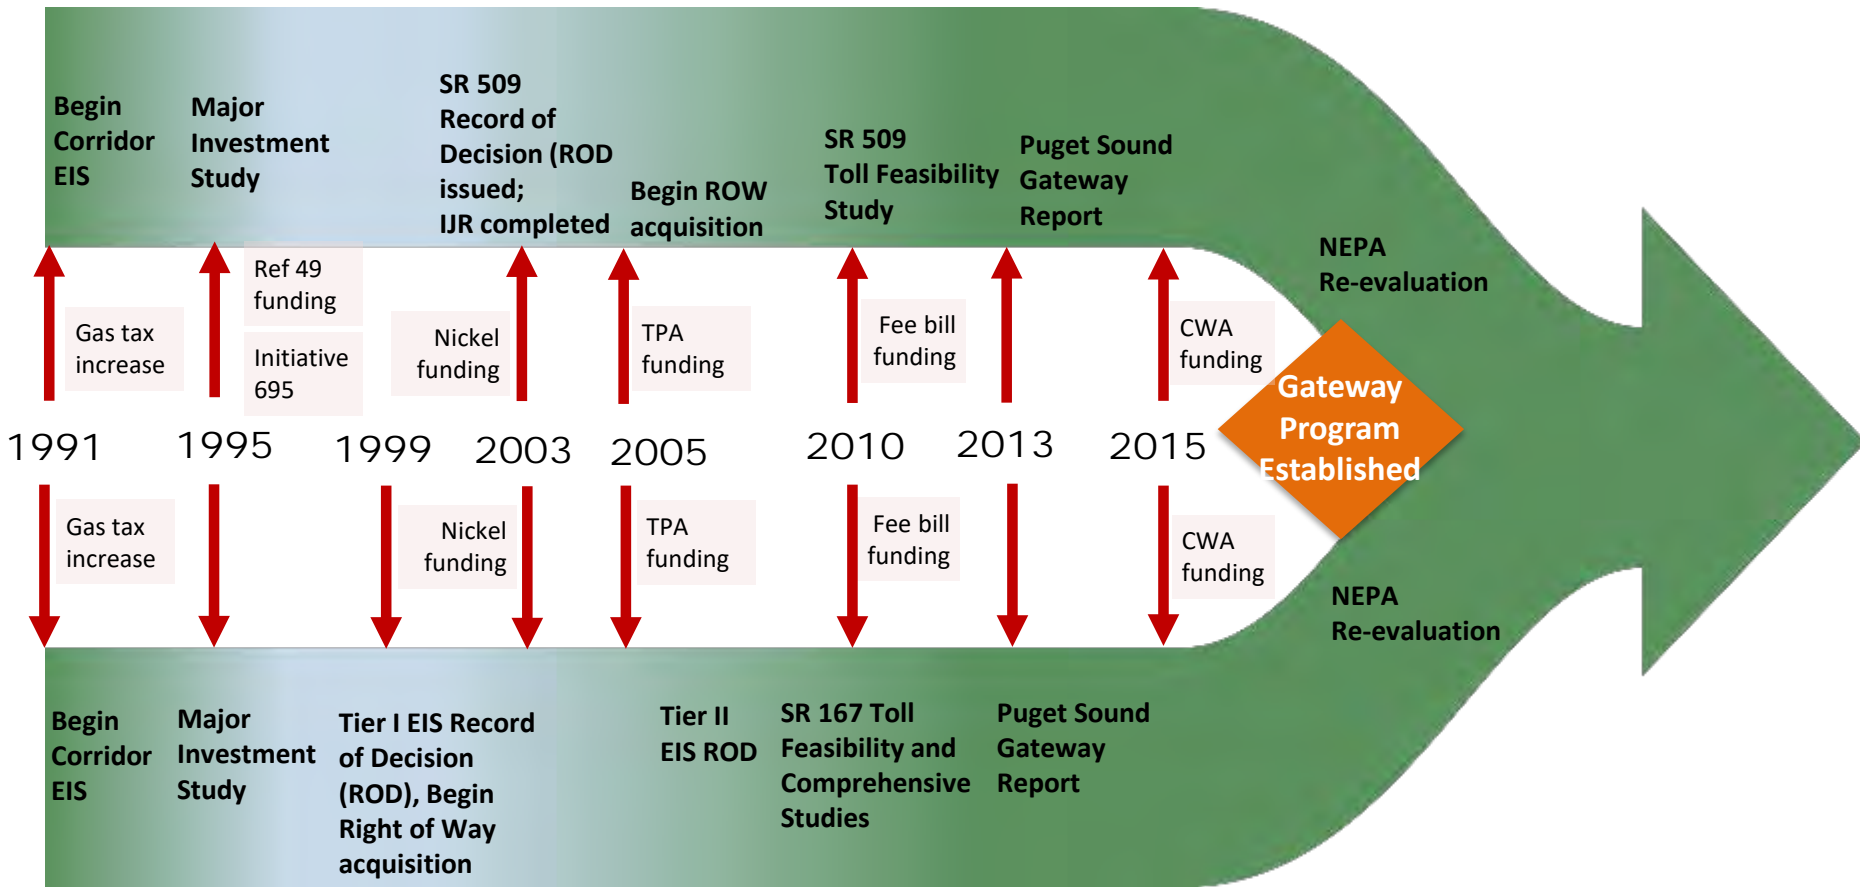 Begin
Corridor
EIS
Major
Investment
Study
SR 509
Record of
Decision (ROD
issued;
IJR completed
Begin ROW
acquisition
SR 509
Toll Feasibility
Study
Puget Sound
Gateway
Report
NEPA
Re-evaluation
Gas tax
increase
Ref 49
funding
Initiative
695
Nickel
funding
TPA
funding
Fee bill
funding
CWA
funding
Gateway
Program
Established
1991
1995
1999
2003
2005
2010
2013
2015
Gas tax
increase
Nickel
funding
TPA
funding
Fee bill
funding
CWA
funding
NEPA
Re-evaluation
Begin
Corridor
EIS
Major
Investment
Study
Tier I EIS Record
of Decision
(ROD), Begin
Right of Way
acquisition
Tier II
EIS ROD
SR 167 Toll
Feasibility and
Comprehensive
Studies
Puget Sound
Gateway
Report